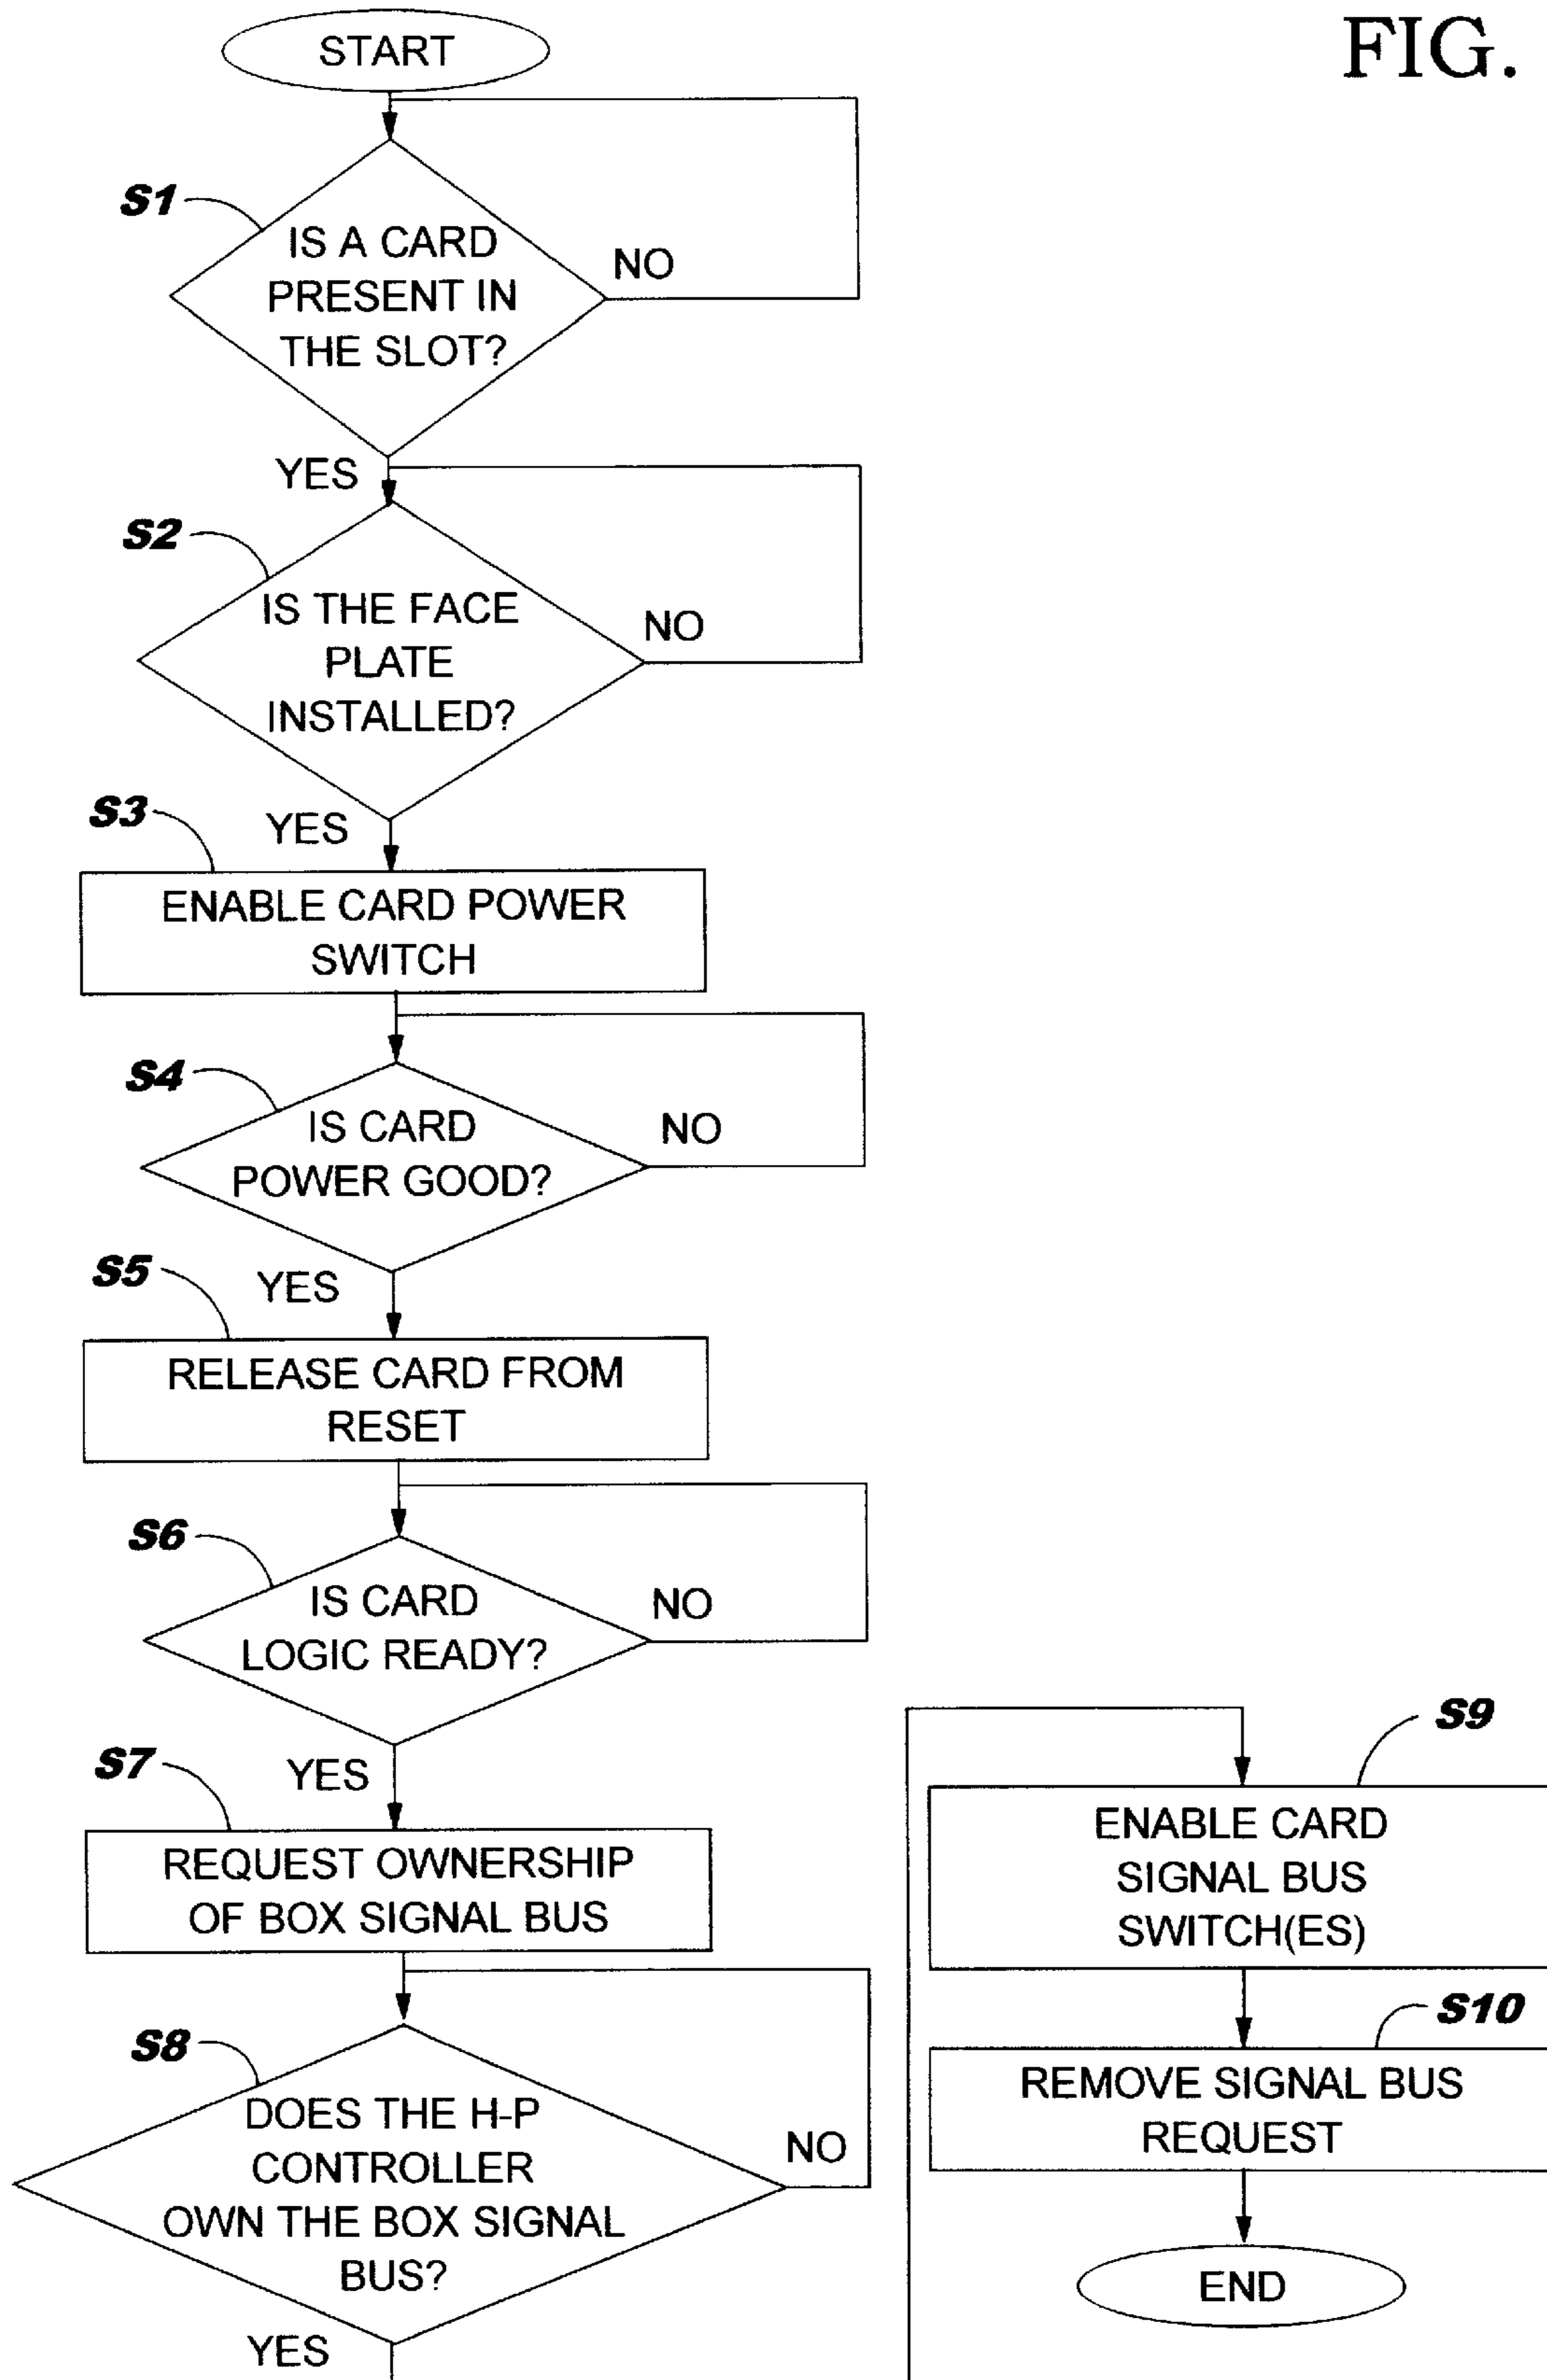 FIG.
START
S1
IS A CARD
PRESENT IN
THE SLOT?
NO
YES
S2
IS THE FACE
PLATE
INSTALLED?
NO
YES
S3
ENABLE CARD POWER
SWITCH
S4
IS CARD
POWER GOOD?
NO
YES
S5
RELEASE CARD FROM
RESET
S6
IS CARD
LOGIC READY?
NO
YES
S7
REQUEST OWNERSHIP
OF BOX SIGNAL BUS
S8
DOES THE H-P
CONTROLLER
OWN THE BOX SIGNAL
BUS?
NO
YES
S9
ENABLE CARD
SIGNAL BUS
SWITCH(ES)
S10
REMOVE SIGNAL BUS
REQUEST
END